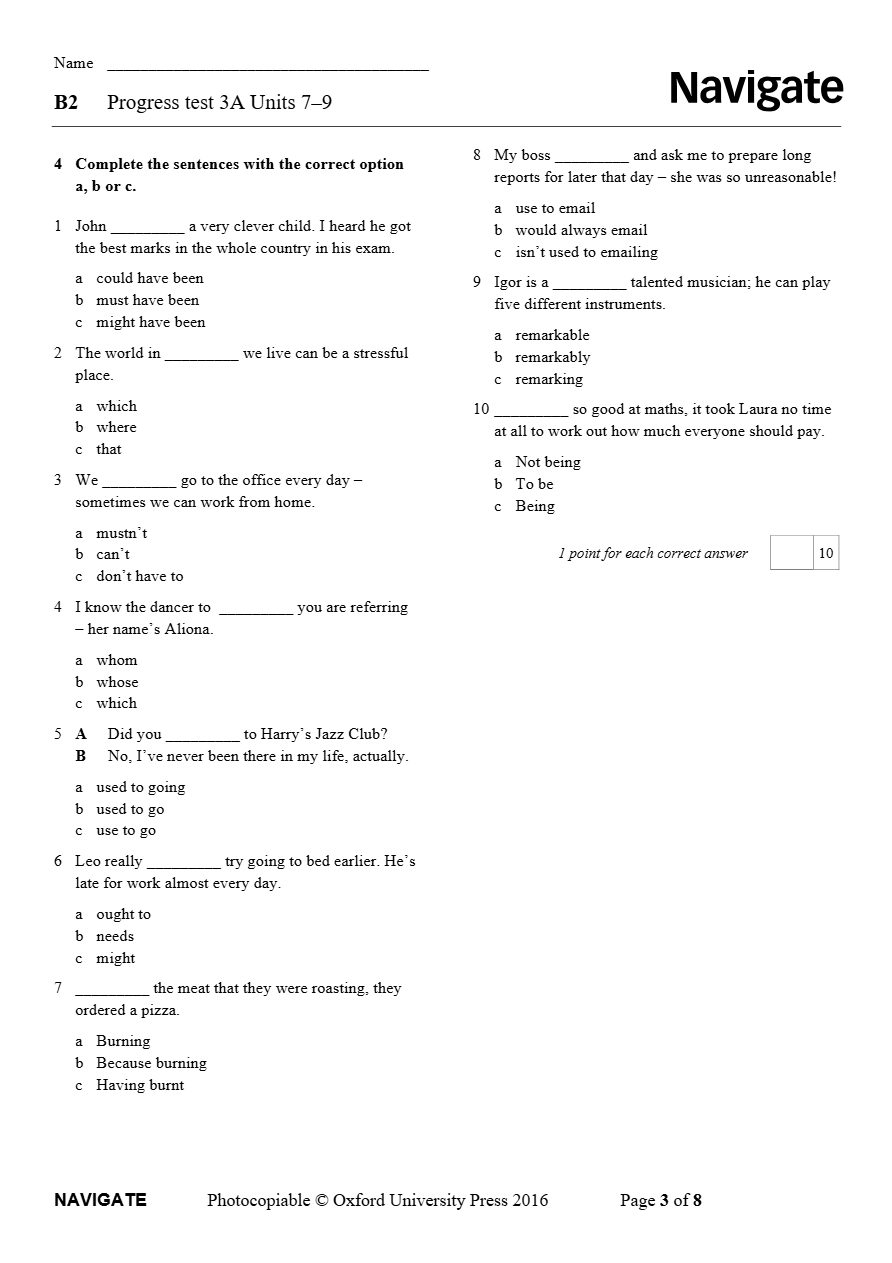 Name ________________________________________
Navigate
B2 Progress test 3A Units 7–9
4 Complete the sentences with the correct option
a, b or c.
1 John _________ a very clever child. I heard he got
the best marks in the whole country in his exam.
a could have been
b must have been
c might have been
2 The world in _________ we live can be a stressful
place.
a which
b where
c that
3 We _________ go to the office every day –
sometimes we can work from home.
a mustn’t
b can’t
c don’t have to
4 I know the dancer to _________ you are referring
– her name’s Aliona.
a whom
b whose
c which
5 A Did you _________ to Harry’s Jazz Club?
B No, I’ve never been there in my life, actually.
a used to going
b used to go
c use to go
6 Leo really _________ try going to bed earlier. He’s
late for work almost every day.
a ought to
b needs
c might
7 _________ the meat that they were roasting, they
ordered a pizza.
a Burning
b Because burning
c Having burnt
8 My boss _________ and ask me to prepare long
reports for later that day – she was so unreasonable!
a use to email
b would always email
c isn’t used to emailing
9 Igor is a _________ talented musician; he can play
five different instruments.
a remarkable
b remarkably
c remarking
10 _________ so good at maths, it took Laura no time
at all to work out how much everyone should pay.
a Not being
b To be
c Being
1 point for each correct answer 10
NAVIGATE Photocopiable © Oxford University Press 2016 Page 3 of 8